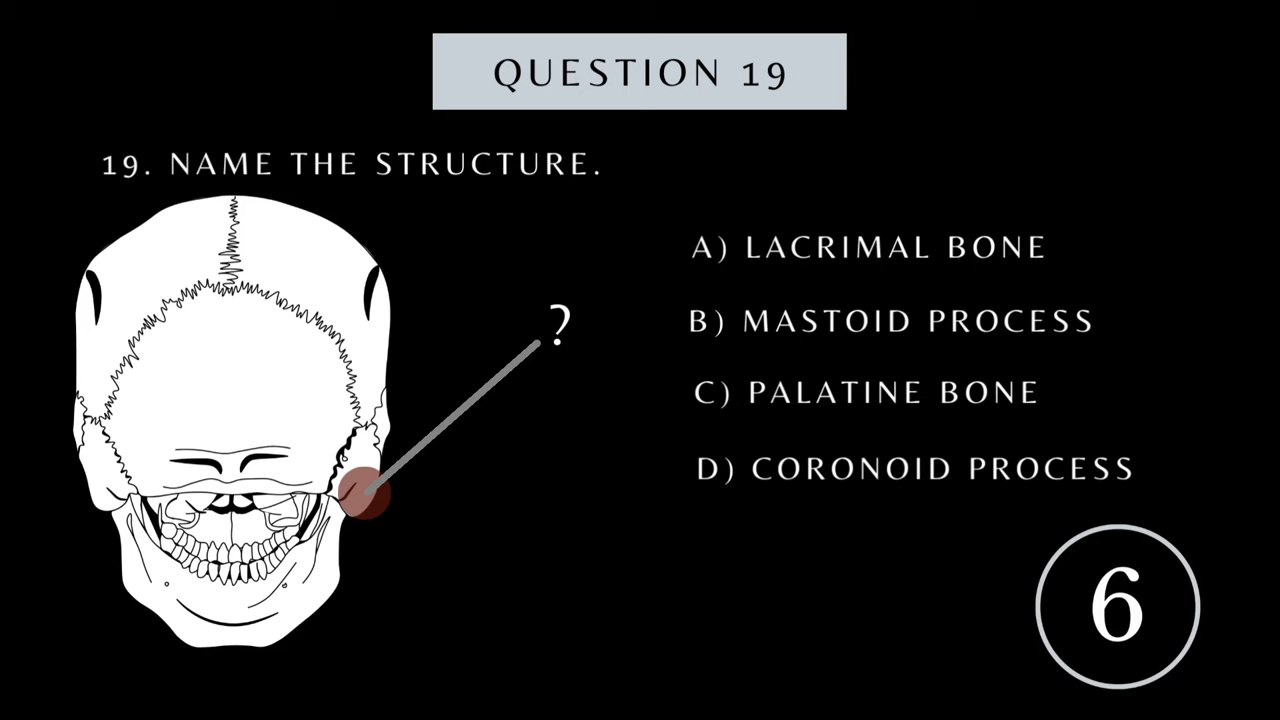 QUESTION 19
19. NAME THE STRUCTURE.
?
A) LACRIMAL BONE
B) MASTOID PROCESS
C) PALATINE BONE
D) CORONOID PROCESS
6